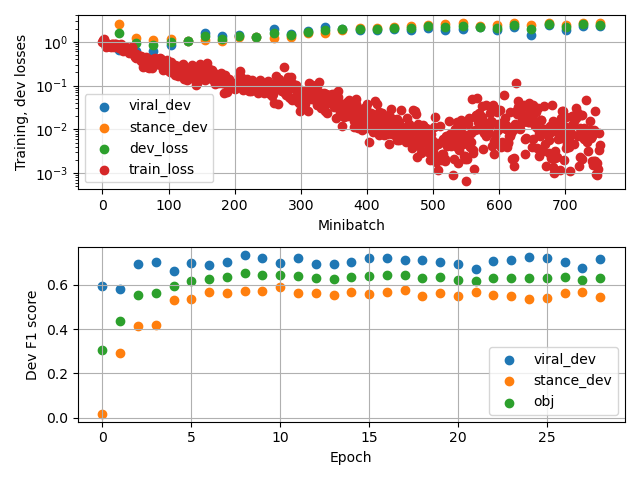 Training, dev losses
10⁰
10⁻¹
10⁻²
10⁻³
viral_dev
stance_dev
dev_loss
train_loss
0 100 200 300 400 500 600 700
Minibatch
Dev F1 score
0.6
0.4
0.2
0.0
viral_dev
stance_dev
obj
0 5 10 15 20 25
Epoch